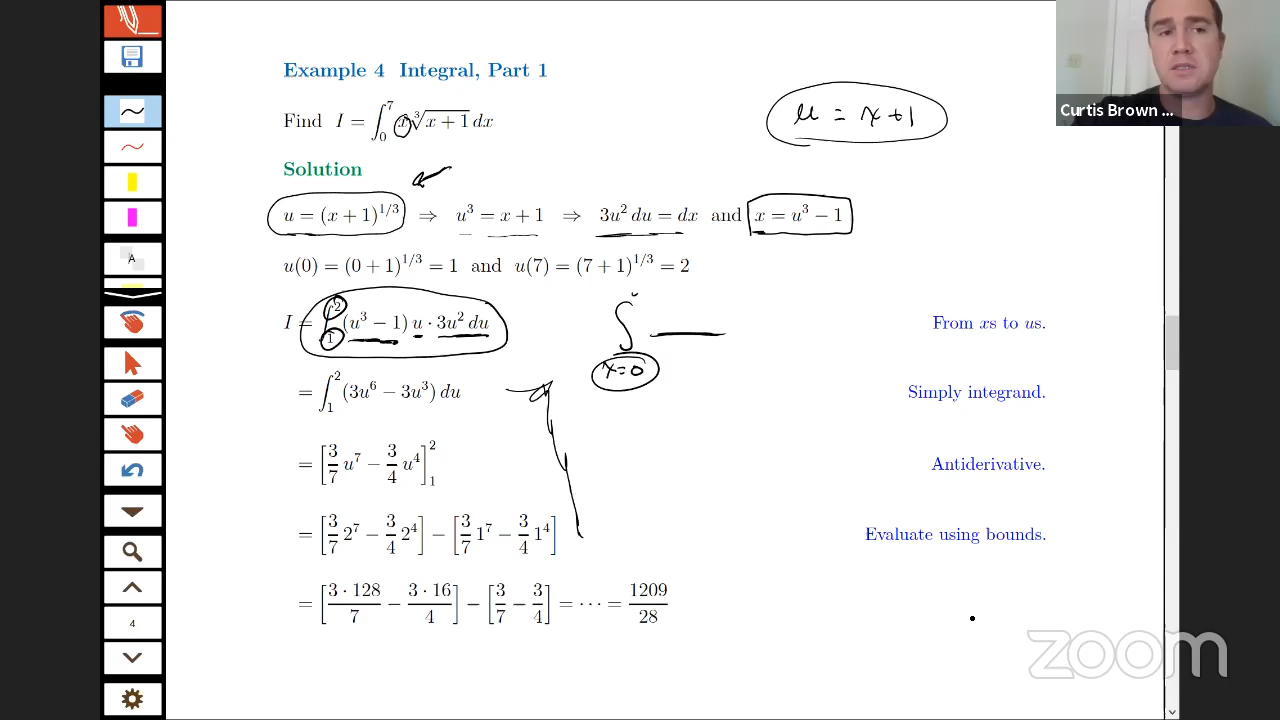 Example 4 Integral, Part 1
Find I = ∫₀⁷ x ∛(x + 1) dx
u = x + 1
Curtis Brown ...
Solution
u = (x + 1)^{1/3} ⇒ u³ = x + 1 ⇒ 3u² du = dx and x = u³ − 1
u(0) = (0 + 1)^{1/3} = 1 and u(7) = (7 + 1)^{1/3} = 2
I = ∫₁² (u³ − 1) u · 3u² du
∫
x=0
From xs to us.
= ∫₁² (3u⁶ − 3u³) du
Simply integrand.
= [3/7 u⁷ − 3/4 u⁴]₁²
Antiderivative.
= [3/7 2⁷ − 3/4 2⁴] − [3/7 1⁷ − 3/4 1⁴]
Evaluate using bounds.
= [3 · 128/7 − 3 · 16/4] − [3/7 − 3/4] = ··· = 1209/28
A
4
zoom